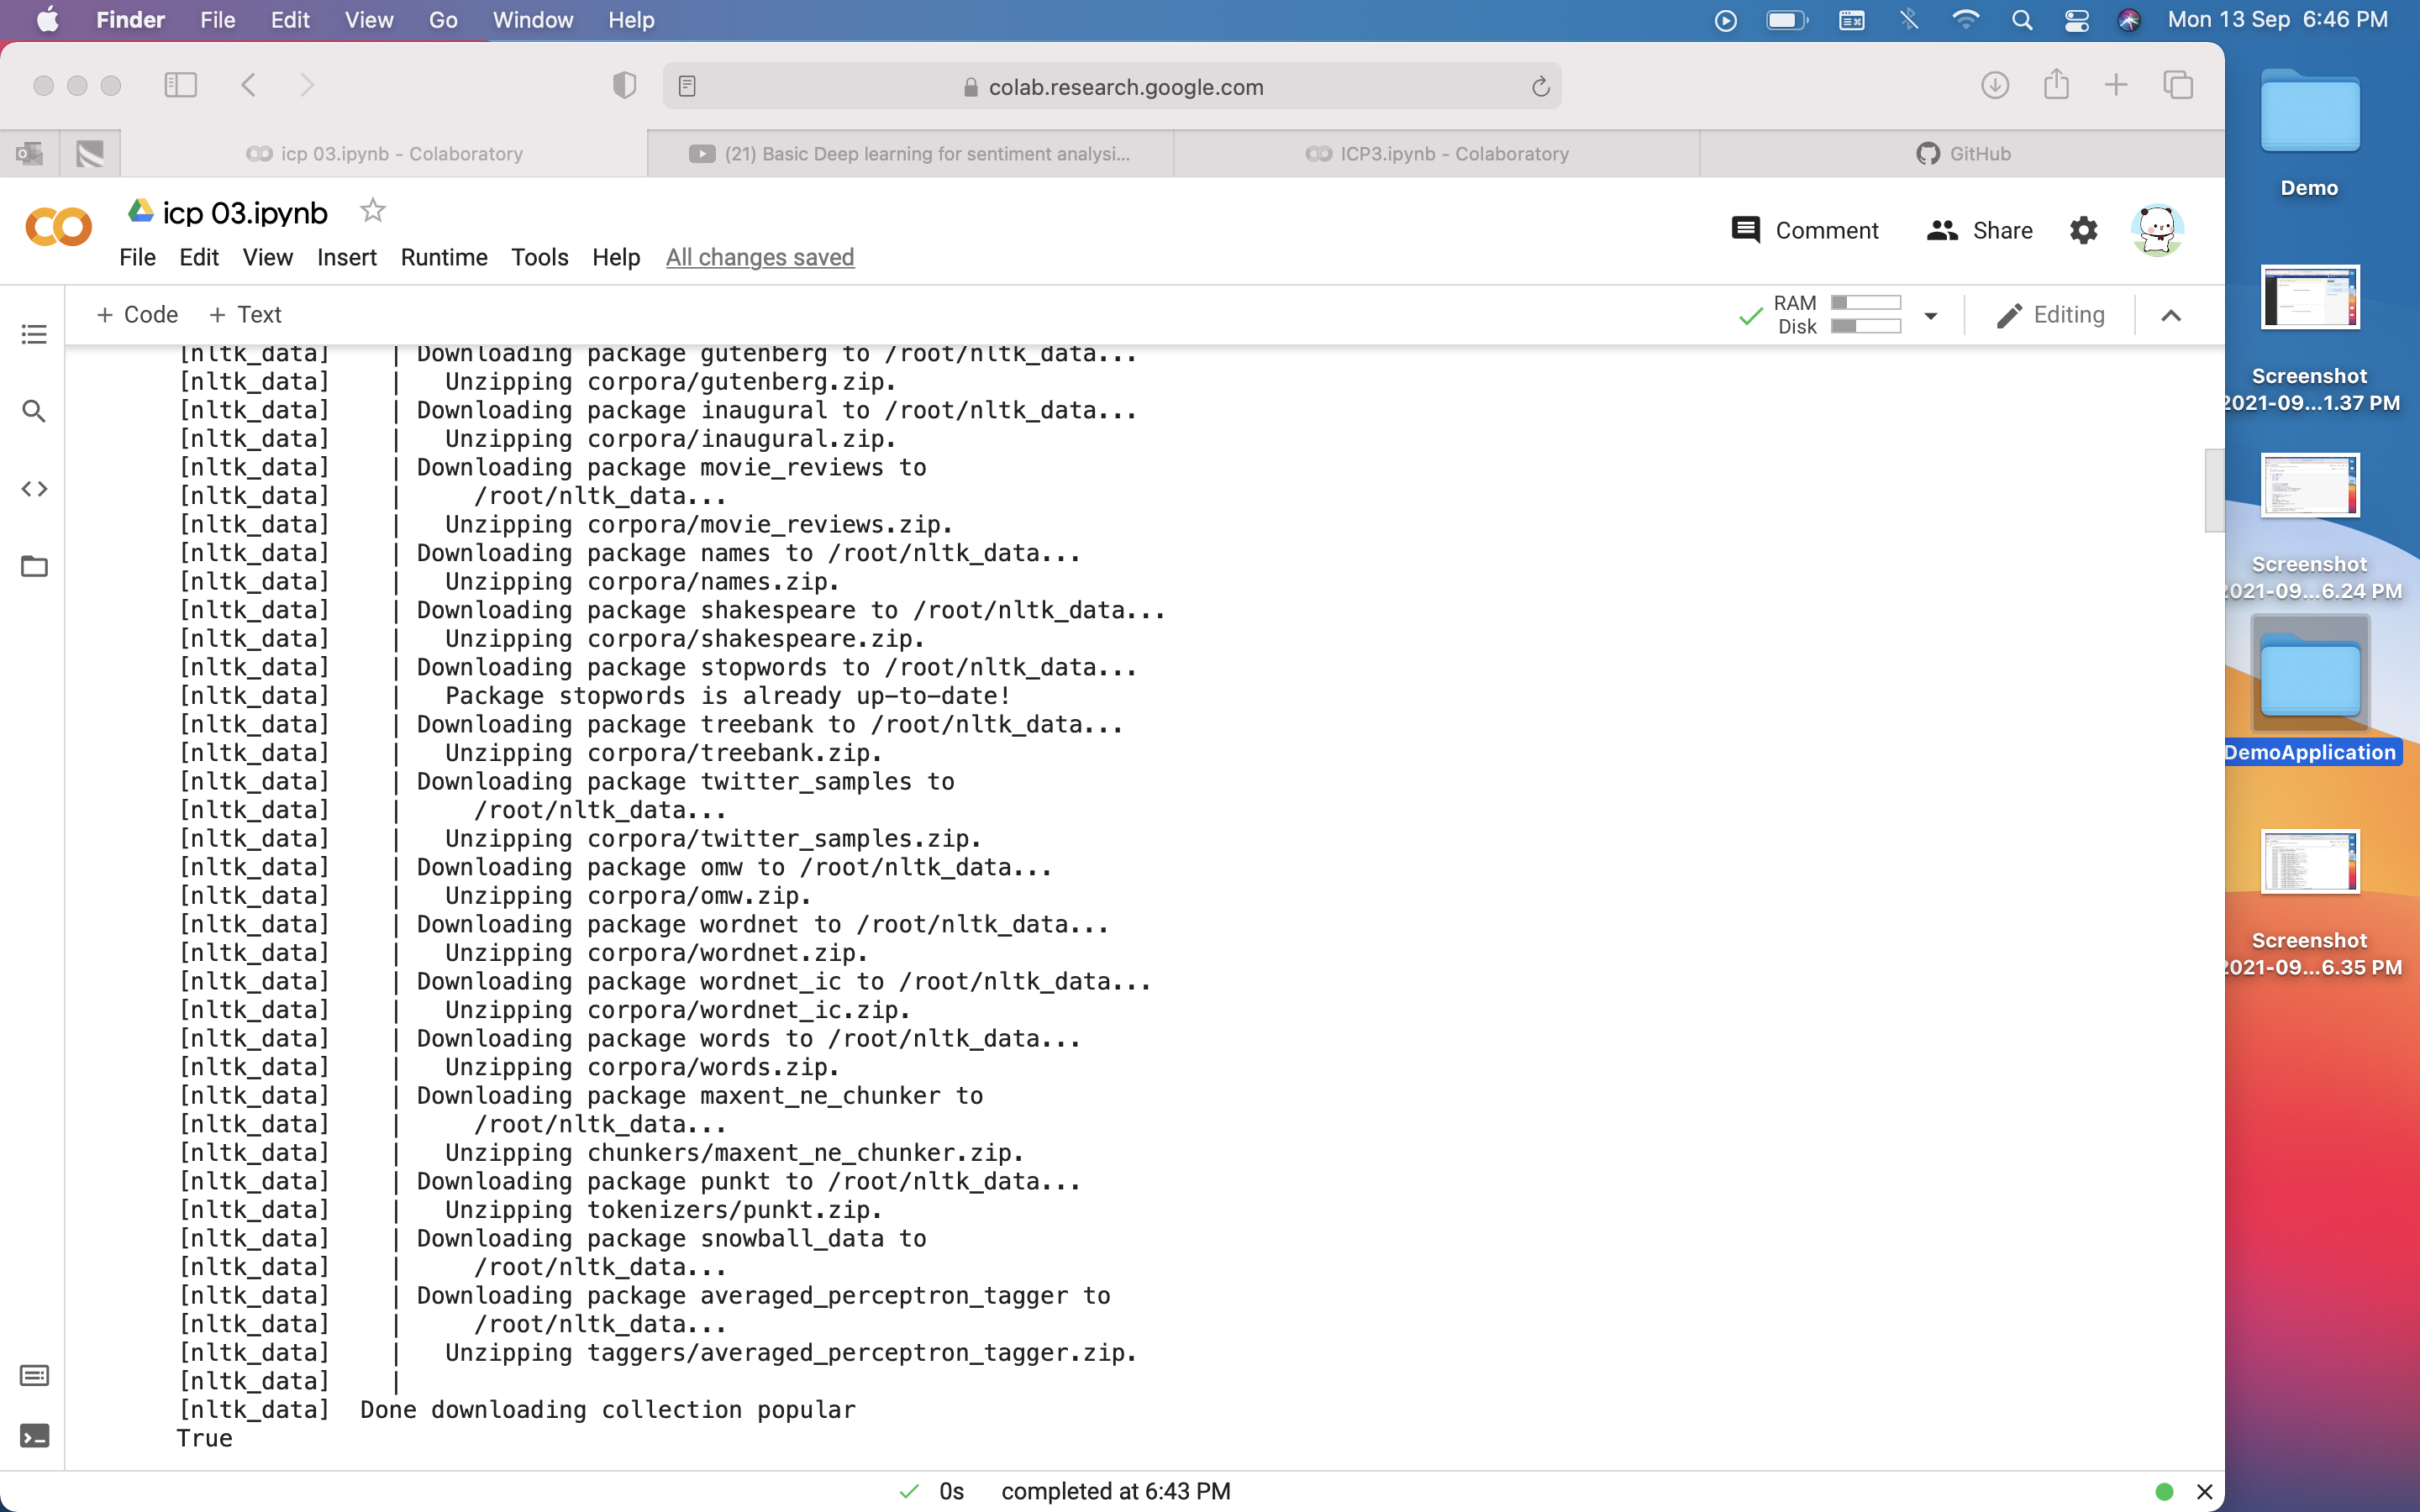 Finder File Edit View Go Window Help Mon 13 Sep 6:46 PM
colab.research.google.com
icp 03.ipynb - Colaboratory (21) Basic Deep learning for sentiment analysi... ICP3.ipynb - Colaboratory GitHub
icp 03.ipynb
Comment Share
File Edit View Insert Runtime Tools Help All changes saved
+ Code + Text RAM Disk Editing
[nltk_data] | Downloading package gutenberg to /root/nltk_data...
[nltk_data] | Unzipping corpora/gutenberg.zip.
[nltk_data] | Downloading package inaugural to /root/nltk_data...
[nltk_data] | Unzipping corpora/inaugural.zip.
[nltk_data] | Downloading package movie_reviews to
[nltk_data] | /root/nltk_data...
[nltk_data] | Unzipping corpora/movie_reviews.zip.
[nltk_data] | Downloading package names to /root/nltk_data...
[nltk_data] | Unzipping corpora/names.zip.
[nltk_data] | Downloading package shakespeare to /root/nltk_data...
[nltk_data] | Unzipping corpora/shakespeare.zip.
[nltk_data] | Downloading package stopwords to /root/nltk_data...
[nltk_data] | Package stopwords is already up-to-date!
[nltk_data] | Downloading package treebank to /root/nltk_data...
[nltk_data] | Unzipping corpora/treebank.zip.
[nltk_data] | Downloading package twitter_samples to
[nltk_data] | /root/nltk_data...
[nltk_data] | Unzipping corpora/twitter_samples.zip.
[nltk_data] | Downloading package omw to /root/nltk_data...
[nltk_data] | Unzipping corpora/omw.zip.
[nltk_data] | Downloading package wordnet to /root/nltk_data...
[nltk_data] | Unzipping corpora/wordnet.zip.
[nltk_data] | Downloading package wordnet_ic to /root/nltk_data...
[nltk_data] | Unzipping corpora/wordnet_ic.zip.
[nltk_data] | Downloading package words to /root/nltk_data...
[nltk_data] | Unzipping corpora/words.zip.
[nltk_data] | Downloading package maxent_ne_chunker to
[nltk_data] | /root/nltk_data...
[nltk_data] | Unzipping chunkers/maxent_ne_chunker.zip.
[nltk_data] | Downloading package punkt to /root/nltk_data...
[nltk_data] | Unzipping tokenizers/punkt.zip.
[nltk_data] | Downloading package snowball_data to
[nltk_data] | /root/nltk_data...
[nltk_data] | Downloading package averaged_perceptron_tagger to
[nltk_data] | /root/nltk_data...
[nltk_data] | Unzipping taggers/averaged_perceptron_tagger.zip.
[nltk_data] |
[nltk_data] Done downloading collection popular
True
0s completed at 6:43 PM
Demo
Screenshot
2021-09...1.37 PM
Screenshot
2021-09...6.24 PM
DemoApplication
Screenshot
2021-09...6.35 PM